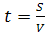 t = s/v